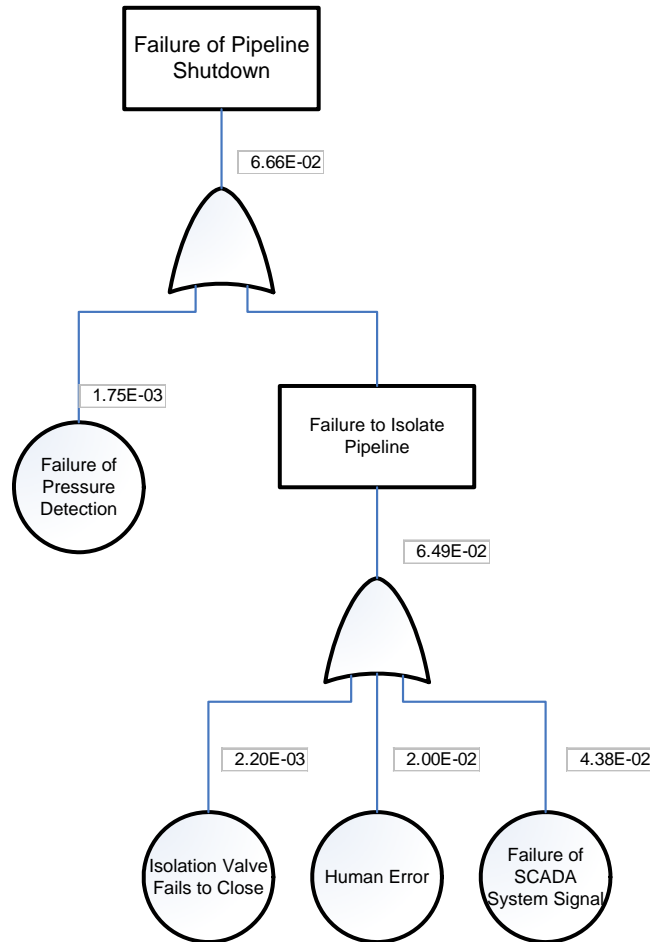 Failure of Pipeline
Shutdown
6.66E-02
1.75E-03
Failure of
Pressure
Detection
Failure to Isolate
Pipeline
6.49E-02
2.20E-03
2.00E-02
4.38E-02
Isolation Valve
Fails to Close
Human Error
Failure of
SCADA
System Signal